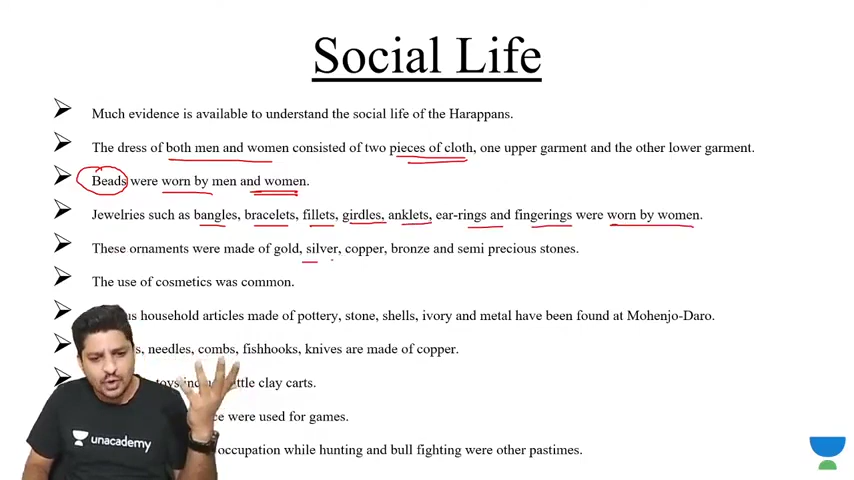 Social Life
Much evidence is available to understand the social life of the Harappans.
The dress of both men and women consisted of two pieces of cloth, one upper garment and the other lower garment.
Beads were worn by men and women.
Jewelries such as bangles, bracelets, fillets, girdles, anklets, ear-rings and fingerings were worn by women.
These ornaments were made of gold, silver, copper, bronze and semi precious stones.
The use of cosmetics was common.
household articles made of pottery, stone, shells, ivory and metal have been found at Mohenjo-Daro.
needles, combs, fishhooks, knives are made of copper.
toys clay carts.
were used for games.
occupation while hunting and bull fighting were other pastimes.
unacademy